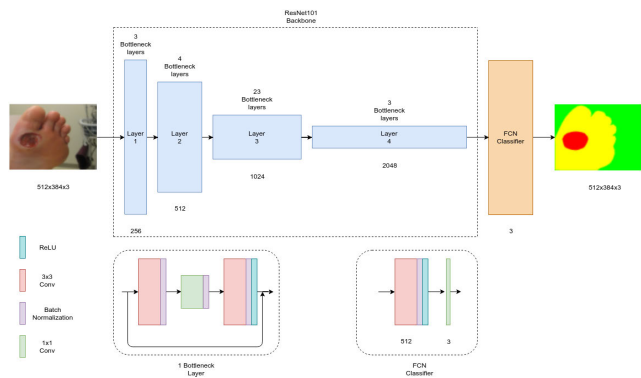 ResNet101
Backbone
3
Bottleneck
layers
4
Bottleneck
layers
23
Bottleneck
layers
3
Bottleneck
layers
Layer
1
Layer
2
Layer
3
Layer
4
FCN
Classifier
512x384x3
256
512
1024
2048
3
512x384x3
ReLU
3x3
Conv
Batch
Normalization
1x1
Conv
1 Bottleneck
Layer
512
3
FCN
Classifier